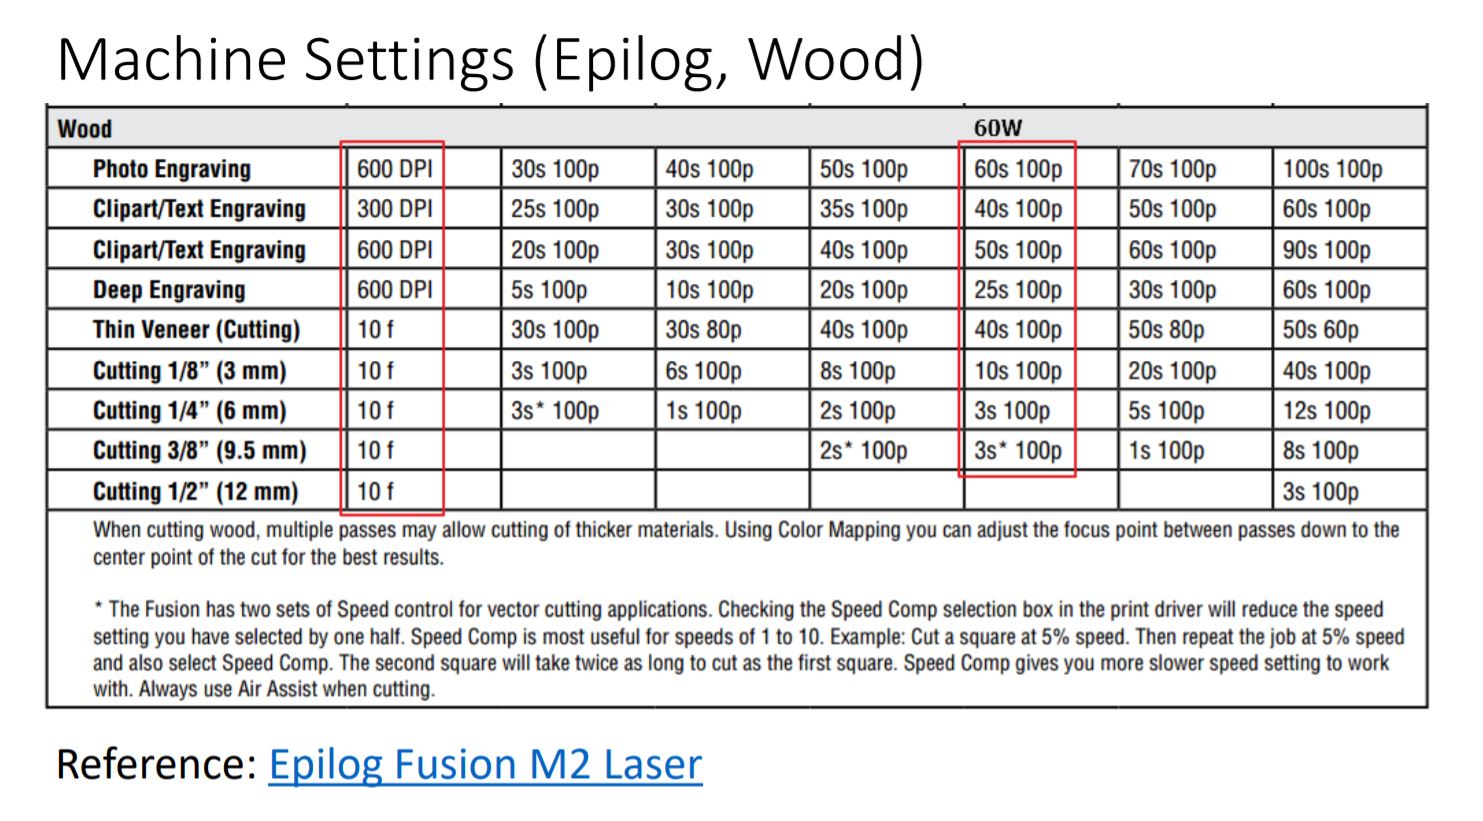 Machine Settings (Epilog, Wood)
Wood 60W
Photo Engraving 600 DPI 30s 100p 40s 100p 50s 100p 60s 100p 70s 100p 100s 100p
Clipart/Text Engraving 300 DPI 25s 100p 30s 100p 35s 100p 40s 100p 50s 100p 60s 100p
Clipart/Text Engraving 600 DPI 20s 100p 30s 100p 40s 100p 50s 100p 60s 100p 90s 100p
Deep Engraving 600 DPI 5s 100p 10s 100p 20s 100p 25s 100p 30s 100p 60s 100p
Thin Veneer (Cutting) 10 f 30s 100p 30s 80p 40s 100p 40s 100p 50s 80p 50s 60p
Cutting 1/8” (3 mm) 10 f 3s 100p 6s 100p 8s 100p 10s 100p 20s 100p 40s 100p
Cutting 1/4” (6 mm) 10 f 3s* 100p 1s 100p 2s 100p 3s 100p 5s 100p 12s 100p
Cutting 3/8” (9.5 mm) 10 f 2s* 100p 3s* 100p 1s 100p 8s 100p
Cutting 1/2” (12 mm) 10 f 3s 100p
When cutting wood, multiple passes may allow cutting of thicker materials. Using Color Mapping you can adjust the focus point between passes down to the
center point of the cut for the best results.
* The Fusion has two sets of Speed control for vector cutting applications. Checking the Speed Comp selection box in the print driver will reduce the speed
setting you have selected by one half. Speed Comp is most useful for speeds of 1 to 10. Example: Cut a square at 5% speed. Then repeat the job at 5% speed
and also select Speed Comp. The second square will take twice as long to cut as the first square. Speed Comp gives you more slower speed setting to work
with. Always use Air Assist when cutting.
Reference: Epilog Fusion M2 Laser